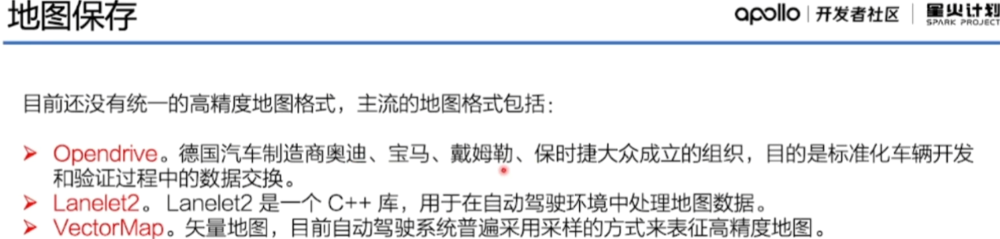 地图保存
apollo | 开发者社区 | 星火计划
SPARK PROJECT
目前还没有统一的高精度地图格式，主流的地图格式包括：
➤ Opendrive。德国汽车制造商奥迪、宝马、戴姆勒、保时捷大众成立的组织，目的是标准化车辆开发
和验证过程中的数据交换。
➤ Lanelet2。Lanelet2 是一个 C++ 库，用于在自动驾驶环境中处理地图数据。
➤ VectorMap。矢量地图，目前自动驾驶系统普遍采用采样的方式来表征高精度地图。